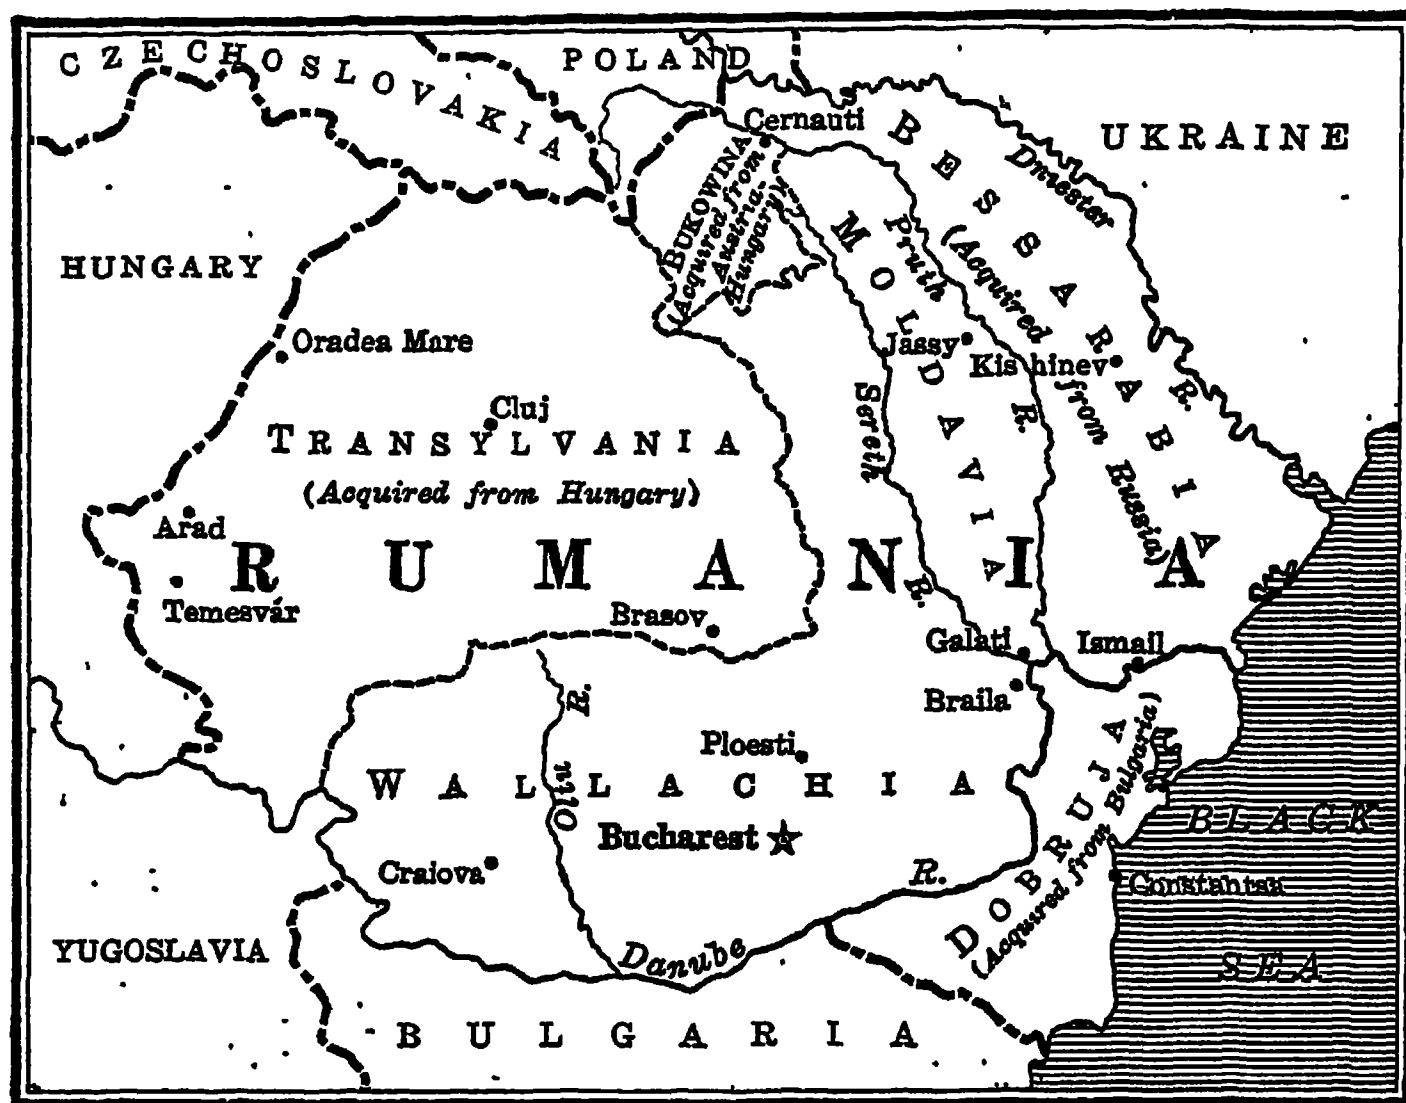 CZECHOSLOVAKIA
POLAND
UKRAINE
Cernauti
BESSARABIA
(Acquired from Russia)
Dniester R.
BUKOWINA
(Acquired from
Austria-
Hungary)
MOLDAVIA
Pruth R.
HUNGARY
Oradea Mare
Jassy
Kishinev
Cluj
Sereth R.
TRANSYLVANIA
(Acquired from Hungary)
Arad
RUMANIA
Temesvár
Brasov
Galati
Ismail
Braila
Ploesti
WALLACHIA
Oltu R.
Bucharest
Craiova
DOBRUJA
(Acquired from Bulgaria)
BLACK
SEA
Constantsa
YUGOSLAVIA
Danube R.
BULGARIA